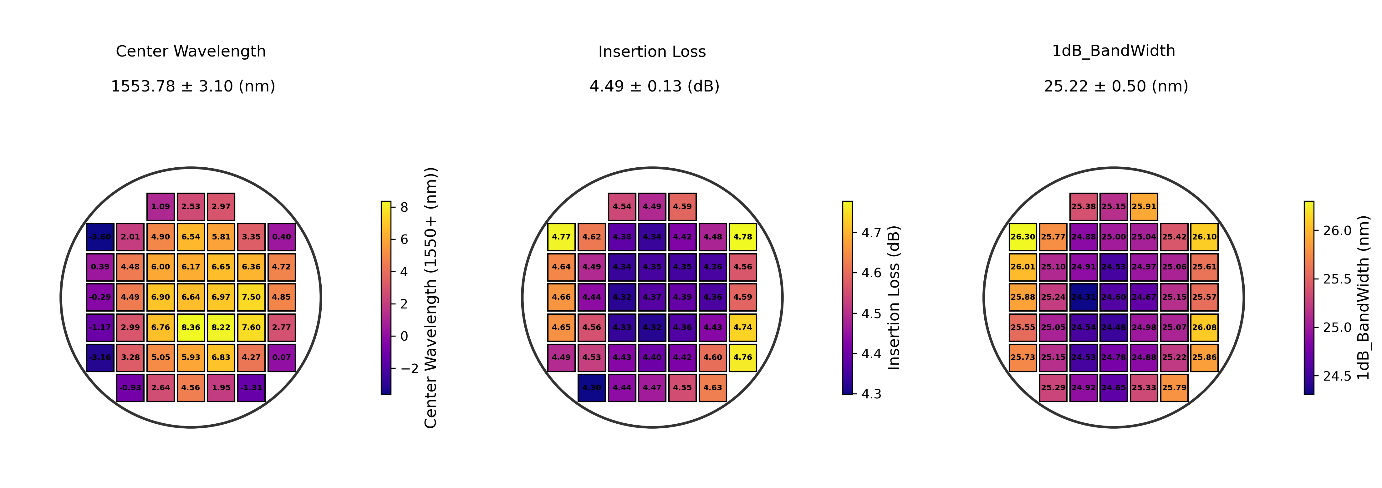 Center Wavelength
1553.78 ± 3.10 (nm)
1.09 2.53 2.97
2.01 4.90 6.54 5.81 3.35 0.40
0.39 4.48 6.00 6.17 6.65 6.36 4.72
-0.29 4.49 6.90 6.64 6.97 7.50 4.85
-1.17 2.99 6.76 8.36 8.22 7.60 2.77
-3.16 3.28 5.05 5.93 6.83 4.27 0.07
-0.93 2.64 4.56 1.95
8
6
4
2
0
−2
Center Wavelength (1550+ (nm))
Insertion Loss
4.49 ± 0.13 (dB)
4.54 4.49 4.59
4.77 4.62 4.38 4.34 4.42 4.48 4.78
4.64 4.49 4.34 4.35 4.35 4.36 4.56
4.66 4.44 4.32 4.37 4.39 4.36 4.59
4.65 4.56 4.33 4.32 4.36 4.43 4.74
4.49 4.53 4.43 4.40 4.42 4.60 4.76
4.30 4.44 4.47 4.55 4.63
4.7
4.6
4.5
4.4
4.3
Insertion Loss (dB)
1dB_BandWidth
25.22 ± 0.50 (nm)
25.38 25.15 25.91
26.30 25.77 24.88 25.00 25.04 25.42 26.10
26.01 25.10 24.91 24.53 24.97 25.06 25.61
25.88 25.24 24.31 24.60 24.67 25.15 25.57
25.55 25.05 24.54 24.48 24.98 25.07 26.08
25.73 25.15 24.53 24.78 24.88 25.22 25.86
25.29 24.92 24.65 25.33 25.79
26.0
25.5
25.0
24.5
1dB_BandWidth (nm)